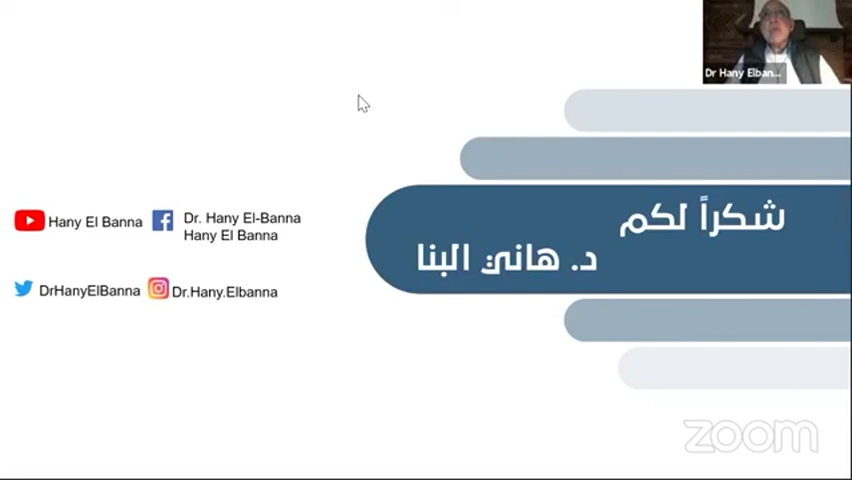 Dr Hany Elban...
شكراً لكم
د. هاني البنا
Hany El Banna
Dr. Hany El-Banna
Hany El Banna
DrHanyElBanna
Dr.Hany.Elbanna
zoom